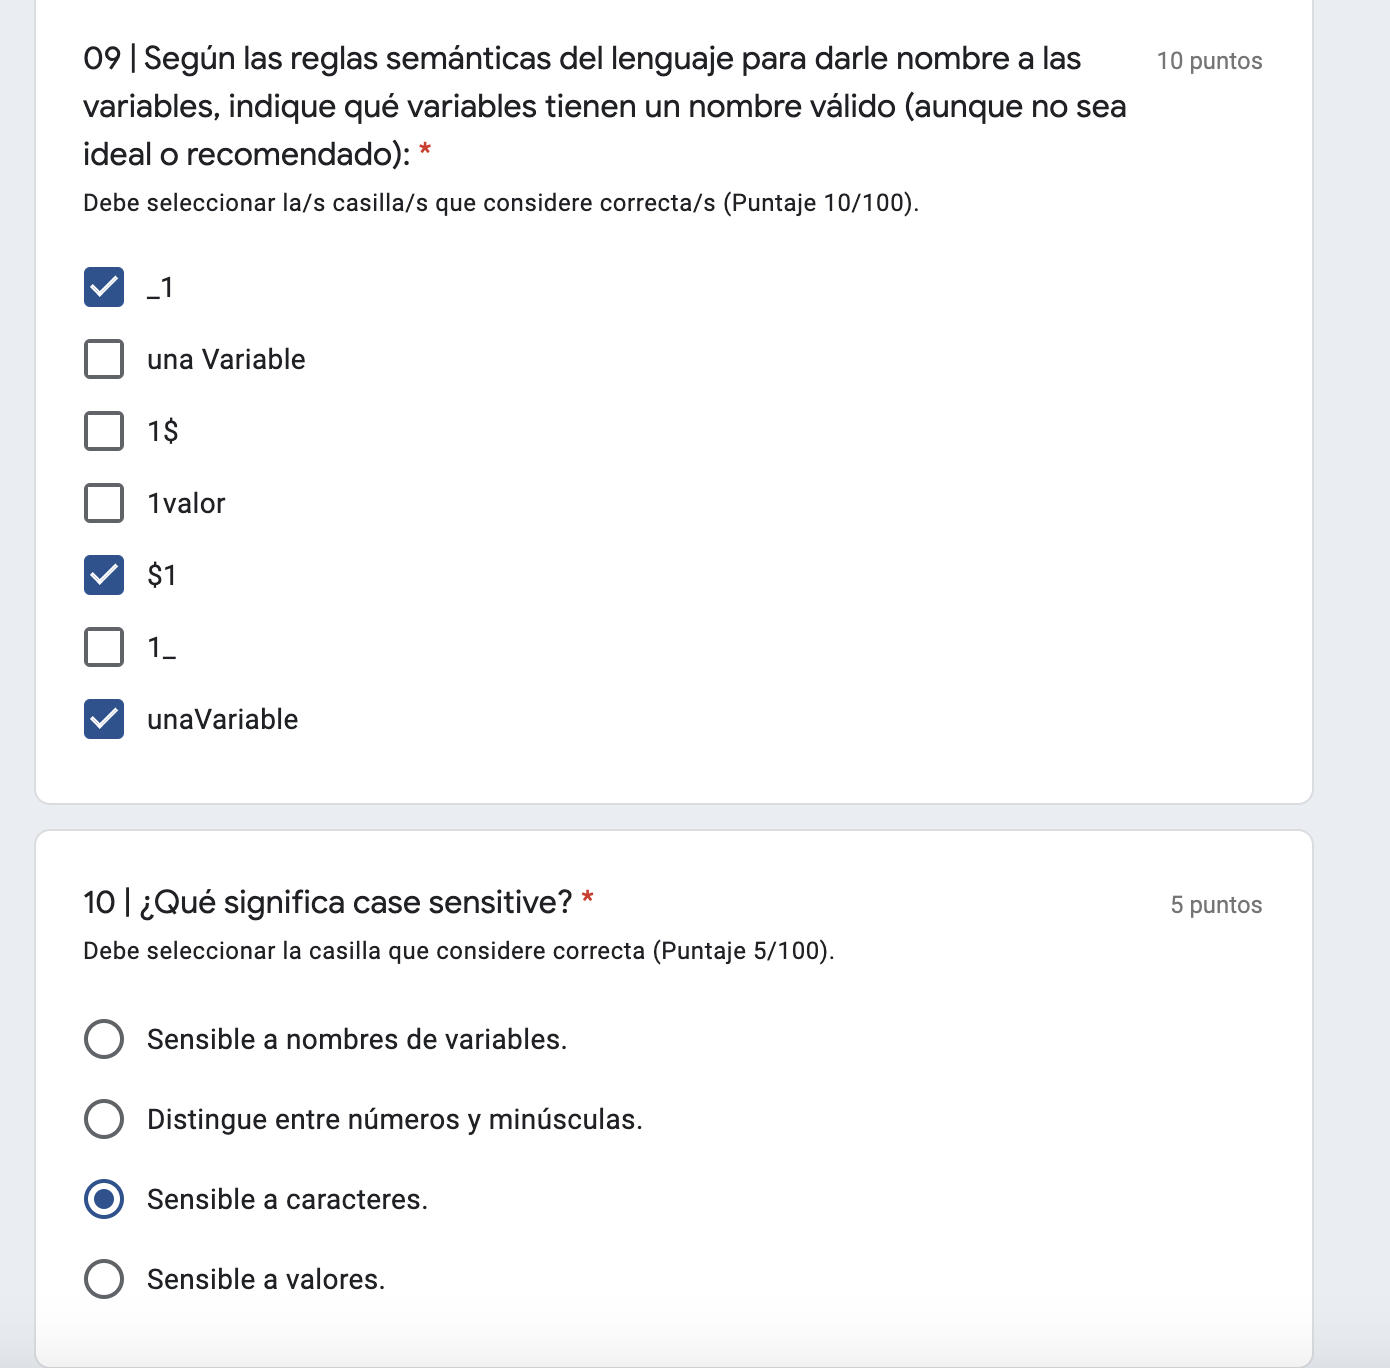 09 | Según las reglas semánticas del lenguaje para darle nombre a las
variables, indique qué variables tienen un nombre válido (aunque no sea
ideal o recomendado): *
10 puntos
Debe seleccionar la/s casilla/s que considere correcta/s (Puntaje 10/100).
_1
una Variable
1$
1valor
$1
1_
unaVariable
10 | ¿Qué significa case sensitive? *
5 puntos
Debe seleccionar la casilla que considere correcta (Puntaje 5/100).
Sensible a nombres de variables.
Distingue entre números y minúsculas.
Sensible a caracteres.
Sensible a valores.